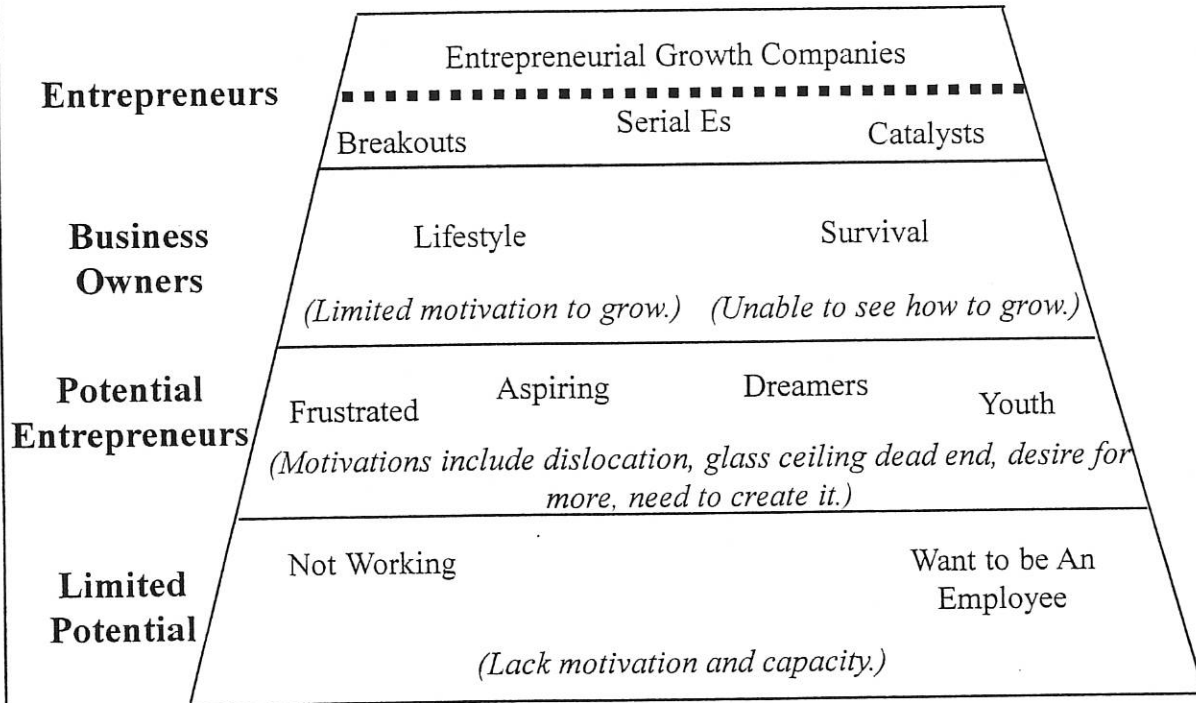 Entrepreneurial Growth Companies
Entrepreneurs
Serial Es
Breakouts
Catalysts
Business
Owners
Lifestyle
Survival
(Limited motivation to grow.)
(Unable to see how to grow.)
Potential
Entrepreneurs
Frustrated
Aspiring
Dreamers
Youth
(Motivations include dislocation, glass ceiling dead end, desire for
more, need to create it.)
Limited
Potential
Not Working
Want to be An
Employee
(Lack motivation and capacity.)